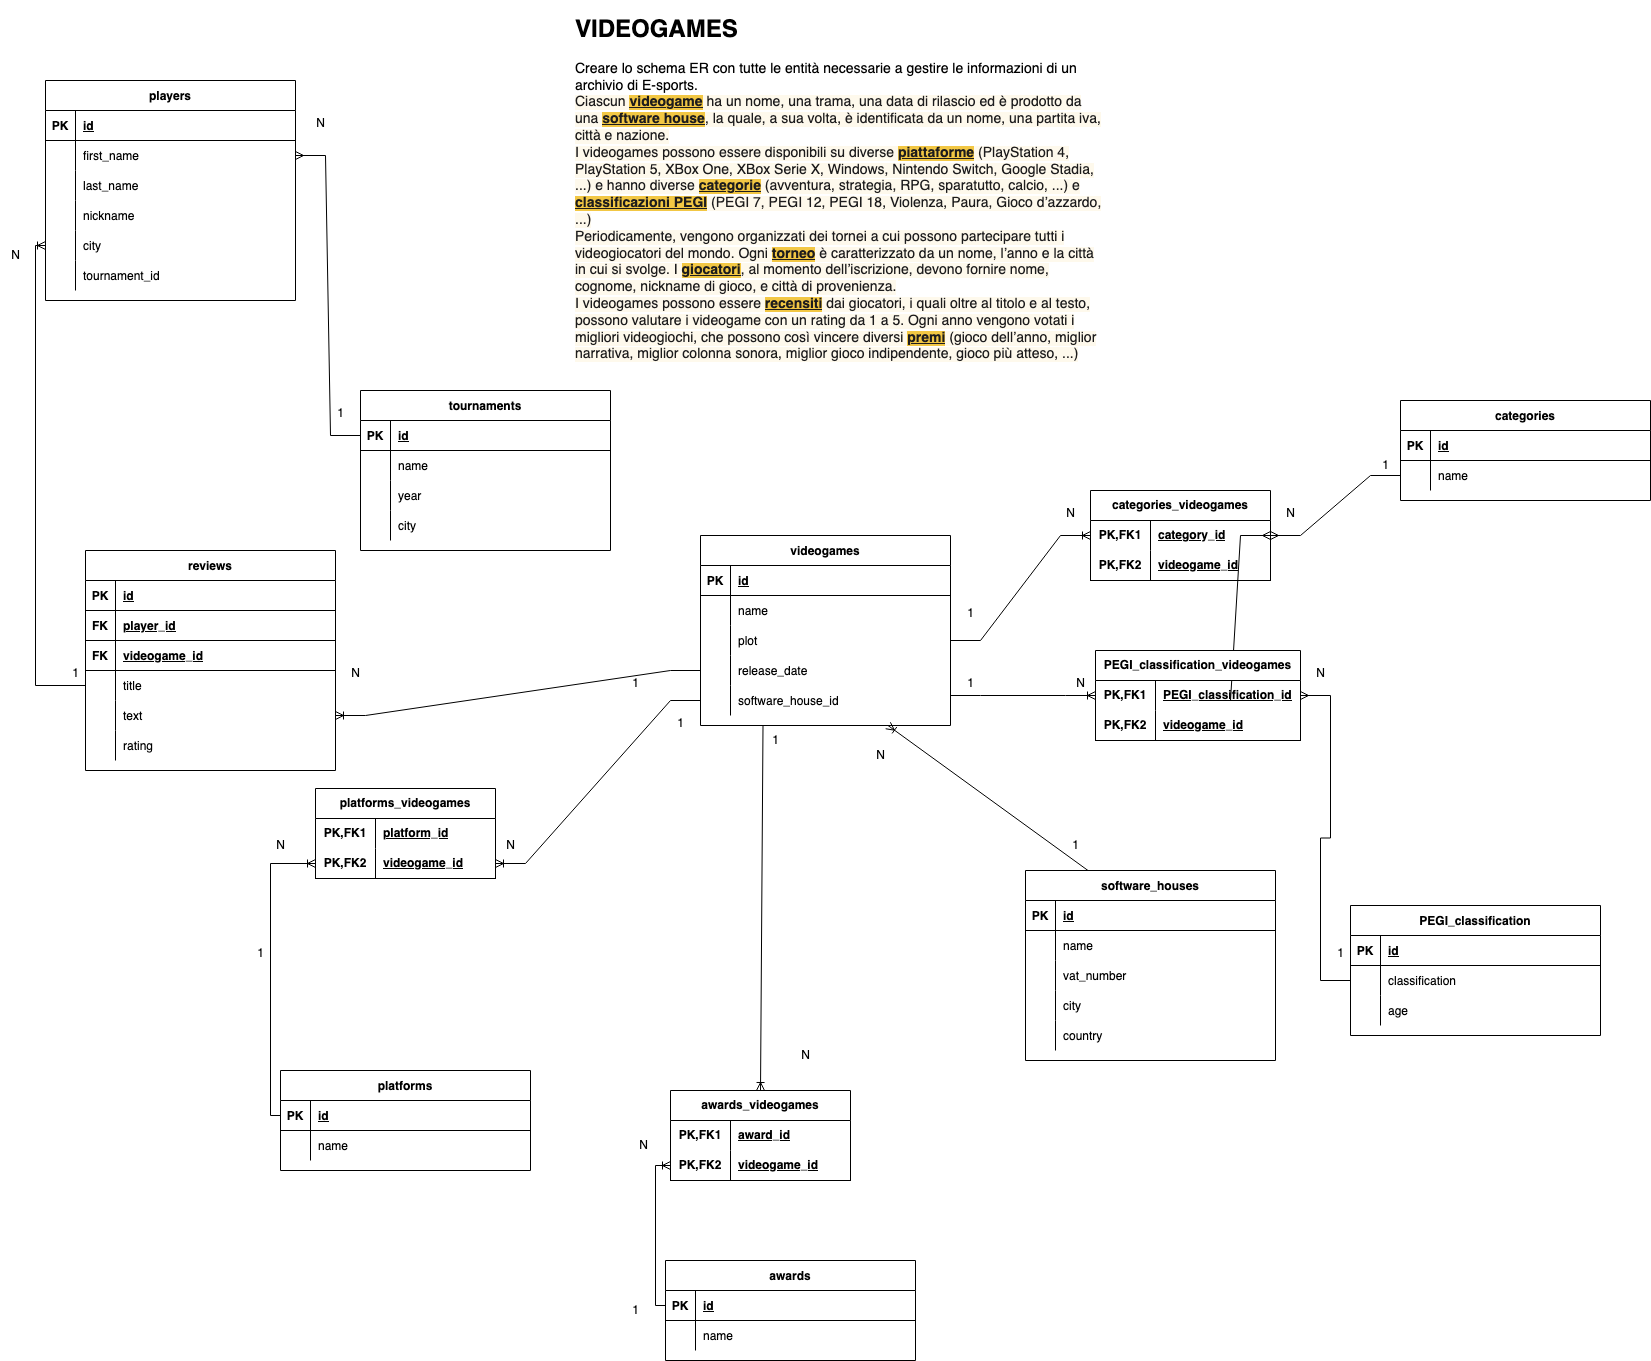 VIDEOGAMES
Creare lo schema ER con tutte le entità necessarie a gestire le informazioni di un
archivio di E-sports.
Ciascun videogame ha un nome, una trama, una data di rilascio ed è prodotto da
una software house, la quale, a sua volta, è identificata da un nome, una partita iva,
città e nazione.
I videogames possono essere disponibili su diverse piattaforme (PlayStation 4,
PlayStation 5, XBox One, XBox Serie X, Windows, Nintendo Switch, Google Stadia,
...) e hanno diverse categorie (avventura, strategia, RPG, sparatutto, calcio, ...) e
classificazioni PEGI (PEGI 7, PEGI 12, PEGI 18, Violenza, Paura, Gioco d'azzardo,
...)
Periodicamente, vengono organizzati dei tornei a cui possono partecipare tutti i
videogiocatori del mondo. Ogni torneo è caratterizzato da un nome, l'anno e la città
in cui si svolge. I giocatori, al momento dell'iscrizione, devono fornire nome,
cognome, nickname di gioco, e città di provenienza.
I videogames possono essere recensiti dai giocatori, i quali oltre al titolo e al testo,
possono valutare i videogame con un rating da 1 a 5. Ogni anno vengono votati i
migliori videogiochi, che possono così vincere diversi premi (gioco dell'anno, miglior
narrativa, miglior colonna sonora, miglior gioco indipendente, gioco più atteso, ...)
players
PK id
first_name
last_name
nickname
city
tournament_id
N
N
1
tournaments
PK id
name
year
city
reviews
PK id
FK player_id
FK videogame_id
title
text
rating
1
N
1
videogames
PK id
name
plot
release_date
software_house_id
1
1
1
1
N
categories_videogames
PK,FK1 category_id
PK,FK2 videogame_id
N
N
1
categories
PK id
name
PEGI_classification_videogames
PK,FK1 PEGI_classification_id
PK,FK2 videogame_id
N
N
platforms_videogames
PK,FK1 platform_id
PK,FK2 videogame_id
N
N
1
software_houses
PK id
name
vat_number
city
country
1
PEGI_classification
PK id
classification
age
1
platforms
PK id
name
N
awards_videogames
PK,FK1 award_id
PK,FK2 videogame_id
N
1
awards
PK id
name